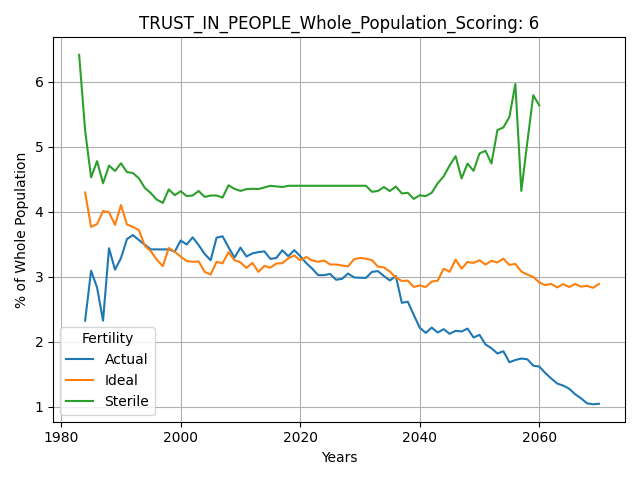 TRUST_IN_PEOPLE_Whole_Population_Scoring: 6
% of Whole Population
6
5
4
3
2
1
Fertility
Actual
Ideal
Sterile
1980
2000
2020
2040
2060
Years